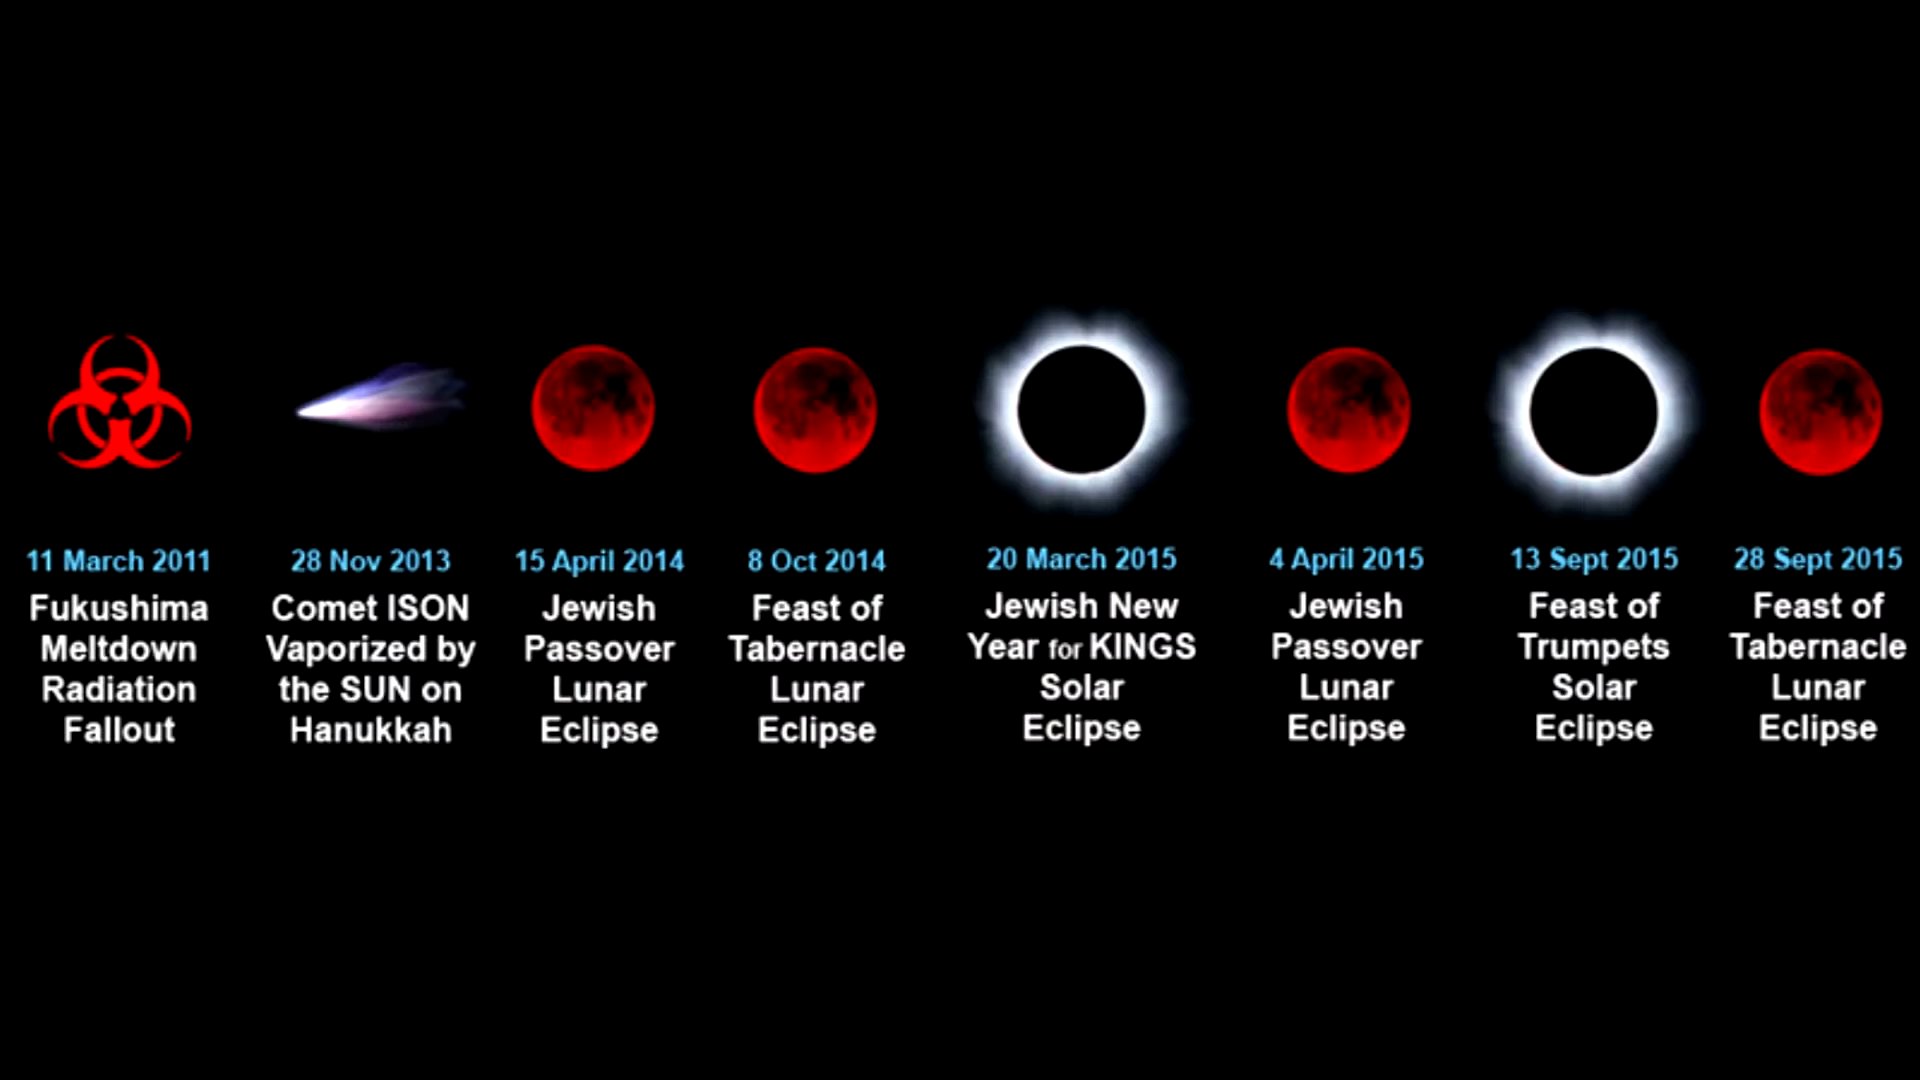 11 March 2011
Fukushima
Meltdown
Radiation
Fallout
28 Nov 2013
Comet ISON
Vaporized by
the SUN on
Hanukkah
15 April 2014
Jewish
Passover
Lunar
Eclipse
8 Oct 2014
Feast of
Tabernacle
Lunar
Eclipse
20 March 2015
Jewish New
Year for KINGS
Solar
Eclipse
4 April 2015
Jewish
Passover
Lunar
Eclipse
13 Sept 2015
Feast of
Trumpets
Solar
Eclipse
28 Sept 2015
Feast of
Tabernacle
Lunar
Eclipse